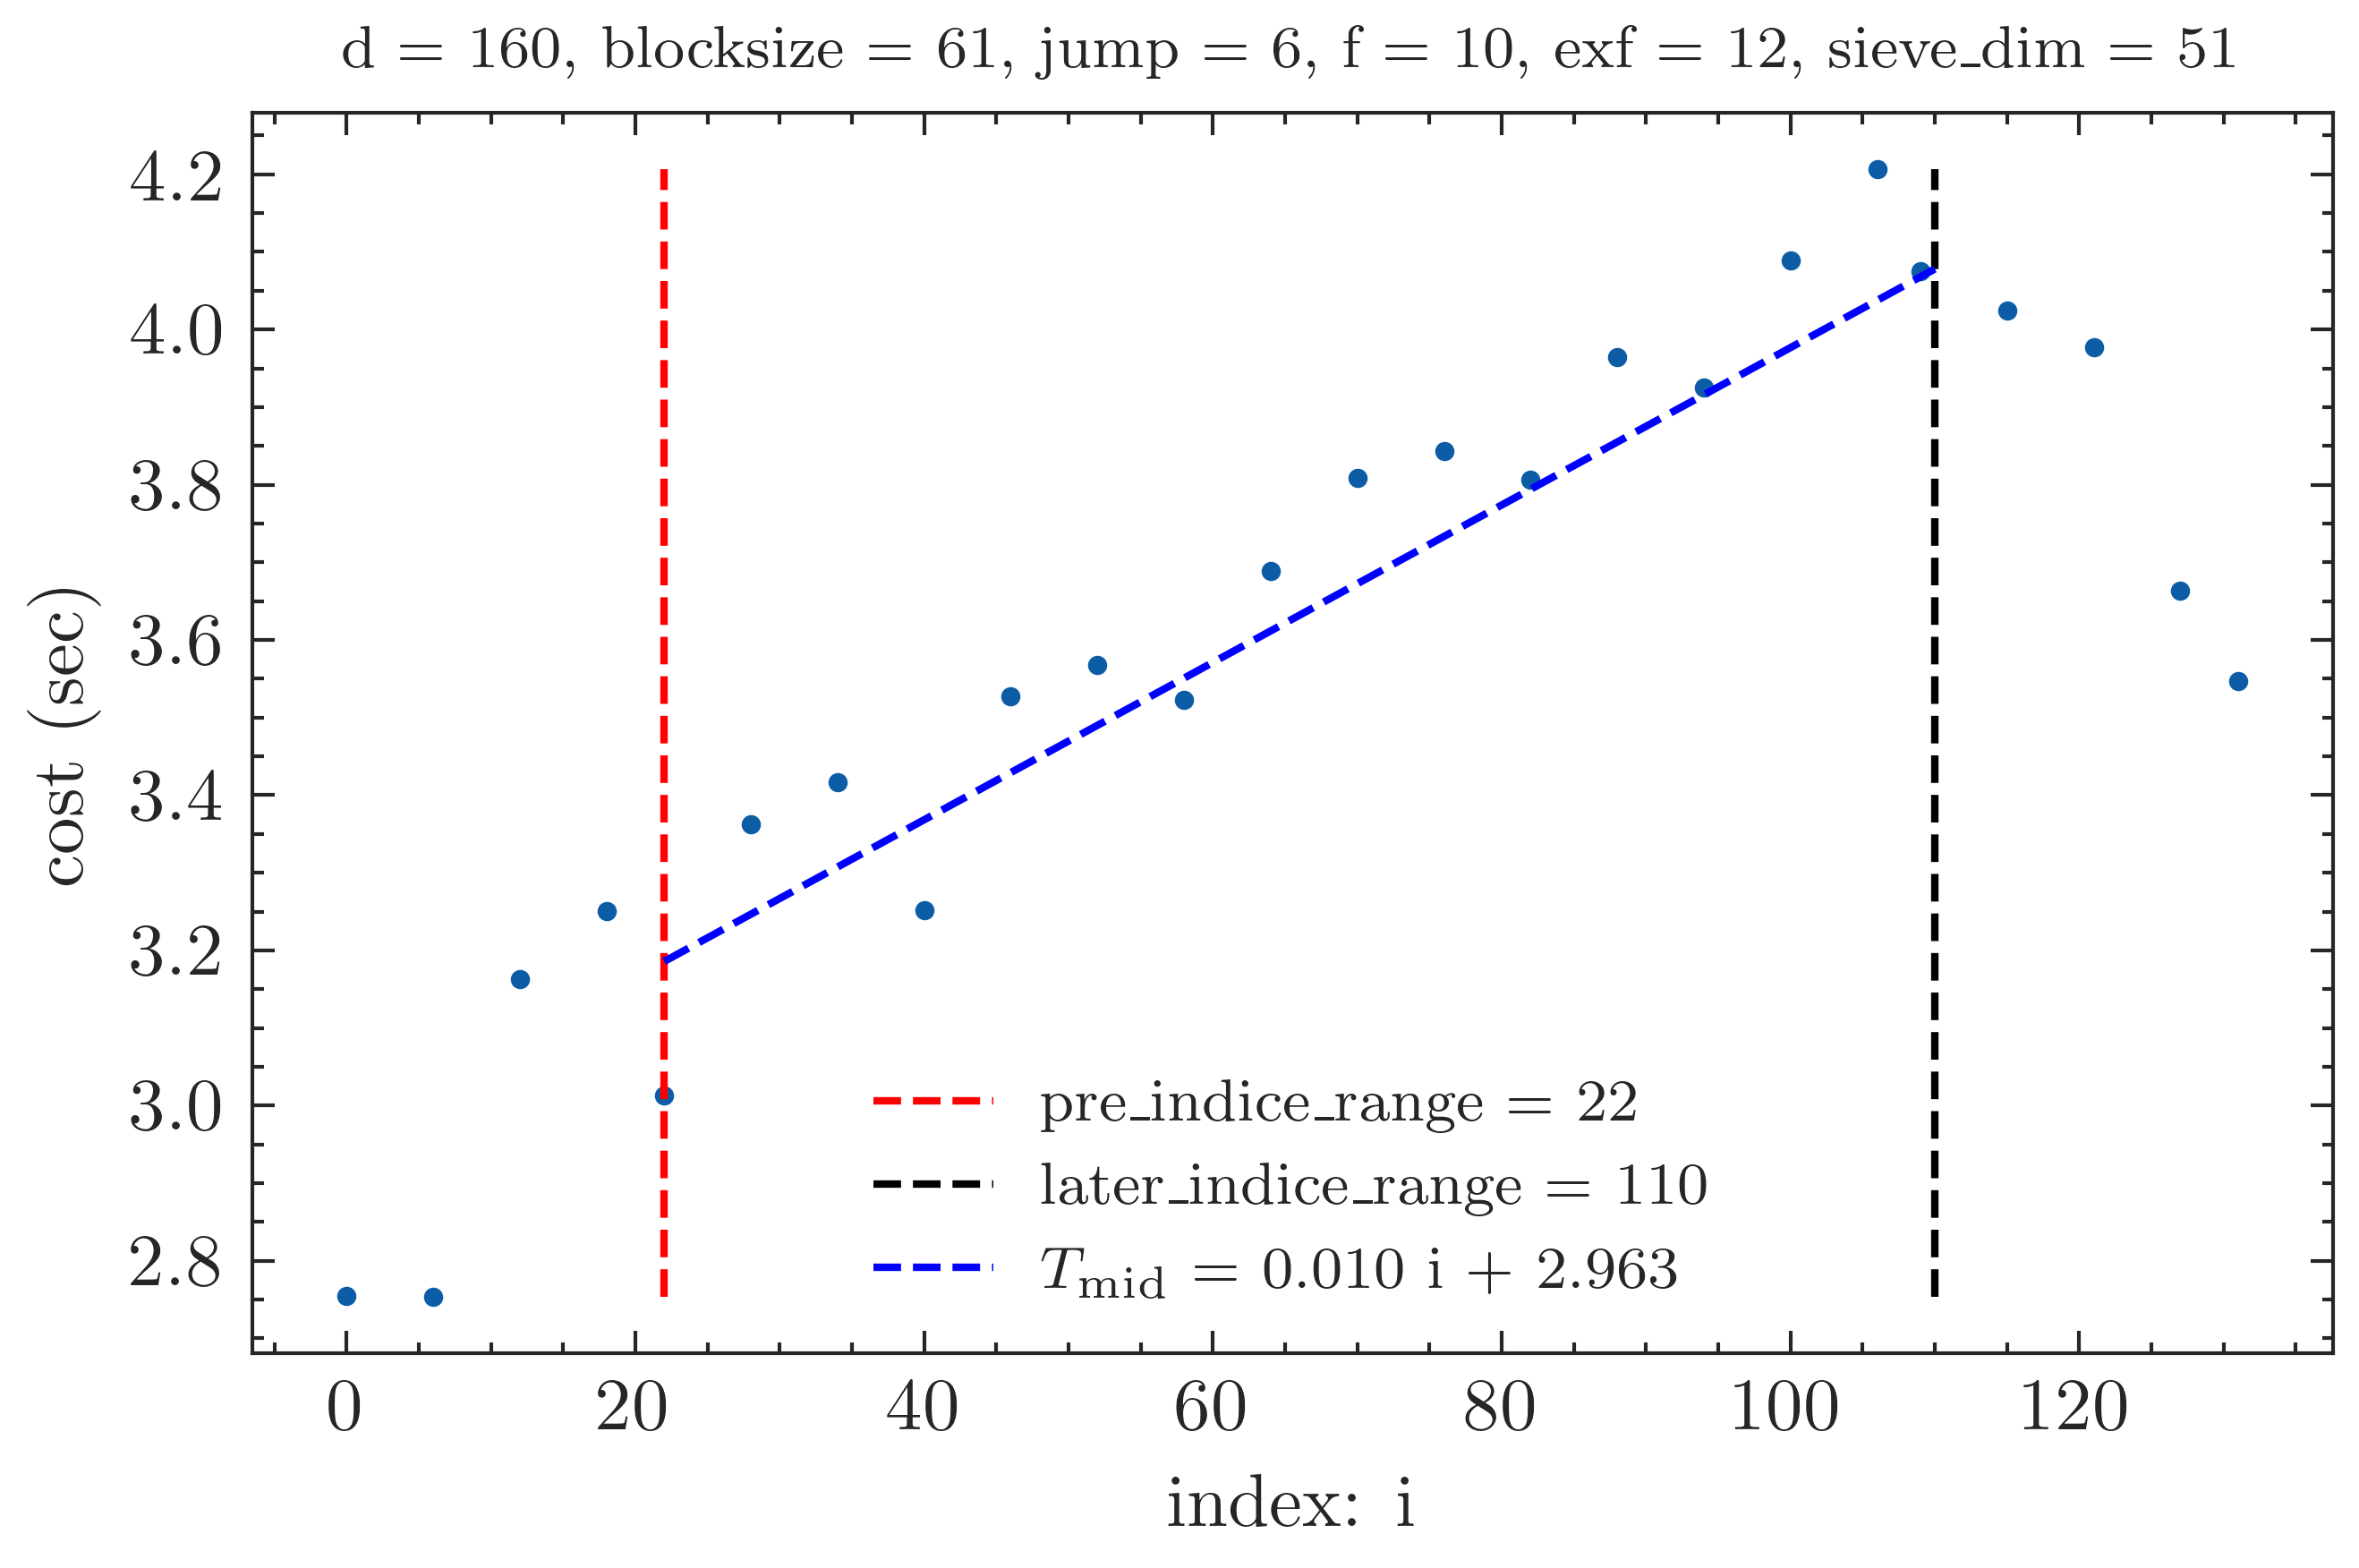 d = 160, blocksize = 61, jump = 6, f = 10, exf = 12, sieve_dim = 51
4.2
4.0
3.8
3.6
3.4
3.2
3.0
2.8
cost (sec)
pre_indice_range = 22
later_indice_range = 110
T_mid = 0.010 i + 2.963
0 20 40 60 80 100 120
index: i